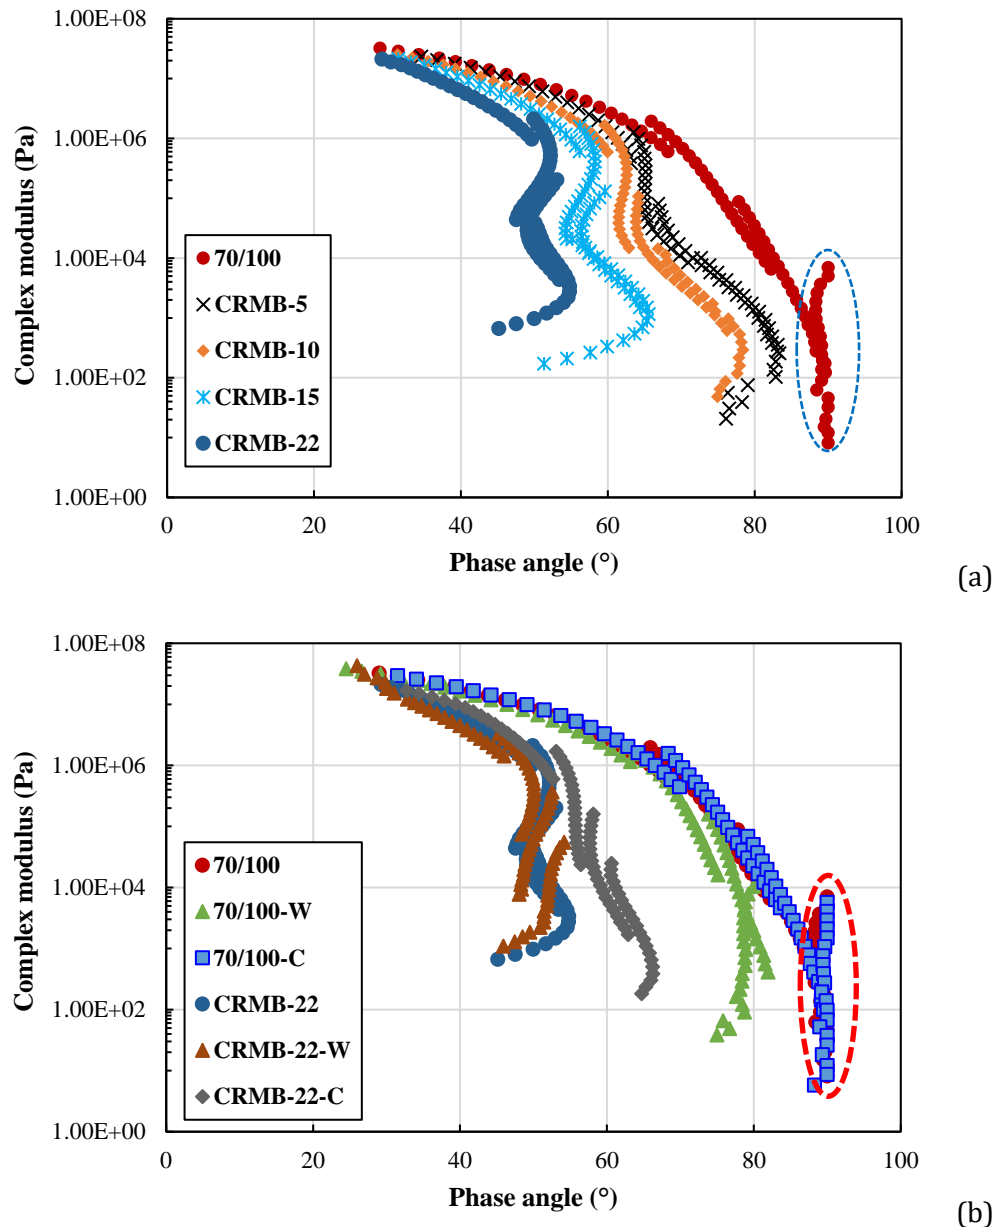 1.00E+08
1.00E+06
1.00E+04
1.00E+02
1.00E+00
Complex modulus (Pa)
70/100
CRMB-5
CRMB-10
CRMB-15
CRMB-22
0 20 40 60 80 100
Phase angle (°)
(a)
1.00E+08
1.00E+06
1.00E+04
1.00E+02
1.00E+00
Complex modulus (Pa)
70/100
70/100-W
70/100-C
CRMB-22
CRMB-22-W
CRMB-22-C
0 20 40 60 80 100
Phase angle (°)
(b)